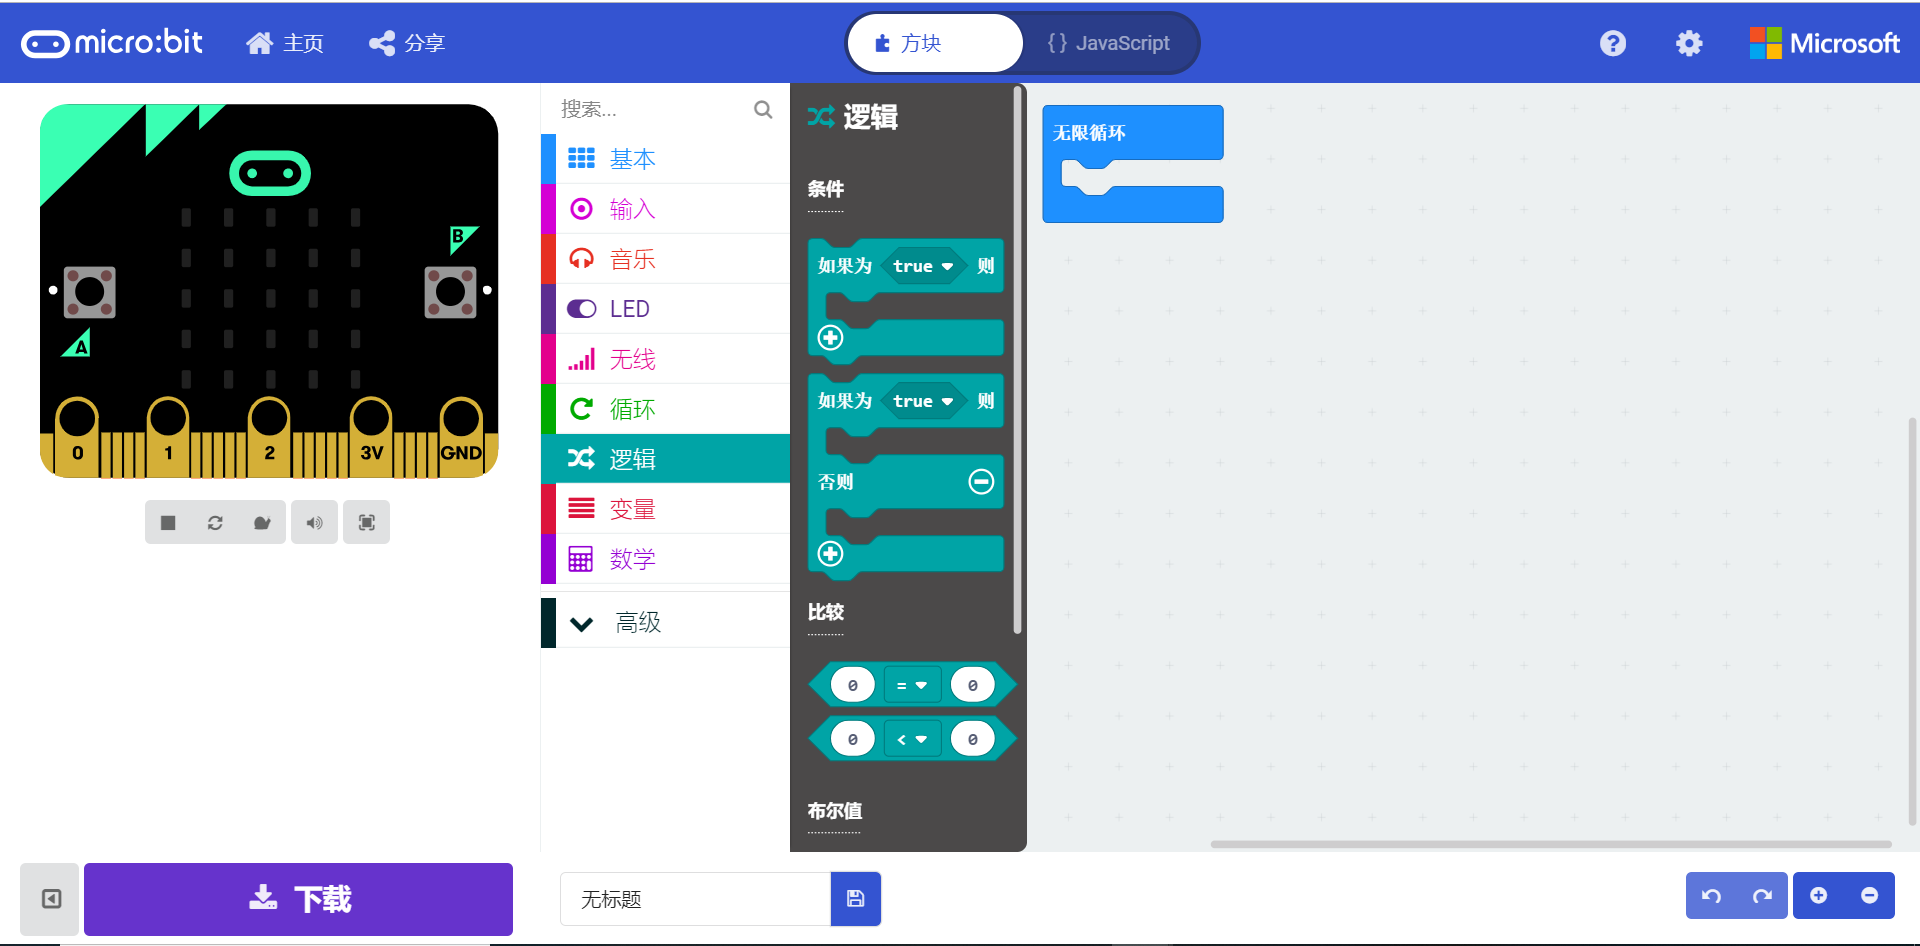 micro:bit 主页 分享 方块 {} JavaScript Microsoft
搜索...
基本
输入
音乐
LED
无线
循环
逻辑
变量
数学
高级
逻辑
条件
如果为 true 则
如果为 true 则
否则
比较
0 = 0
0 < 0
布尔值
无限循环
B
A
0 1 2 3V GND
下载
无标题